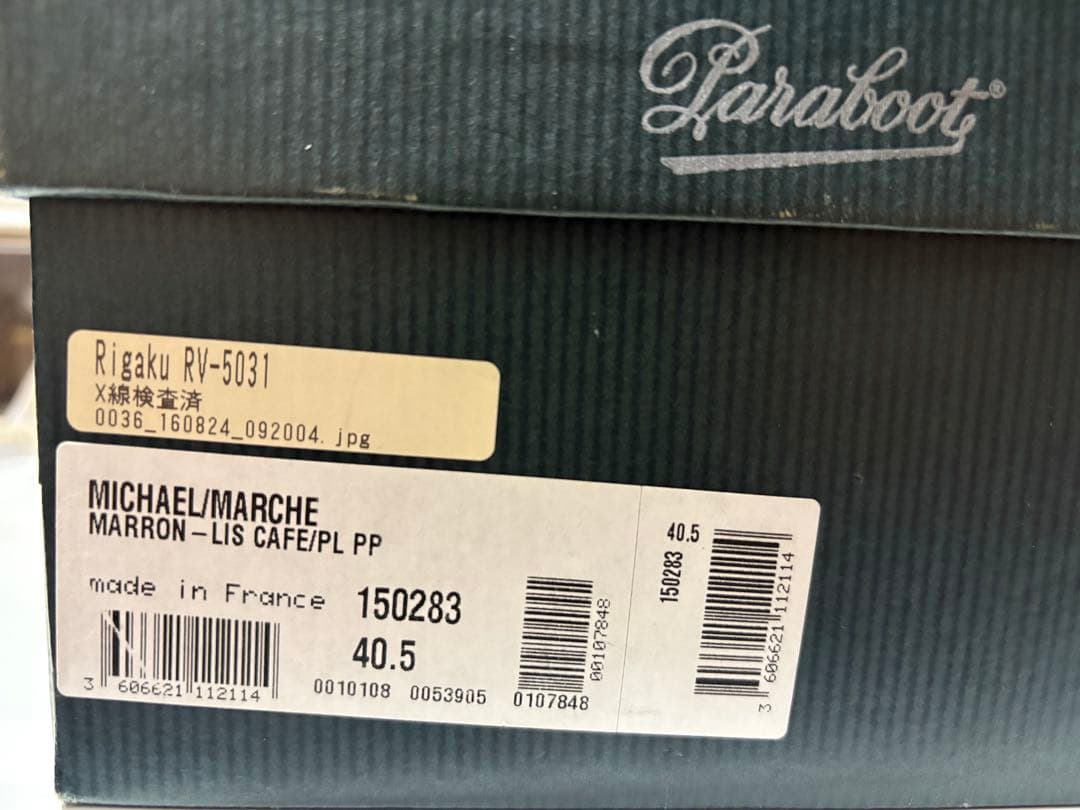 Paraboot®
Rigaku RV-5031
X線検査済
0036_160824_092004.jpg
MICHAEL/MARCHE
MARRON-LIS CAFE/PL PP
made in France 150283
40.5
3 606621 112114
0010108 0053905 0107848
00107848
40.5
150283
3 606621 112114